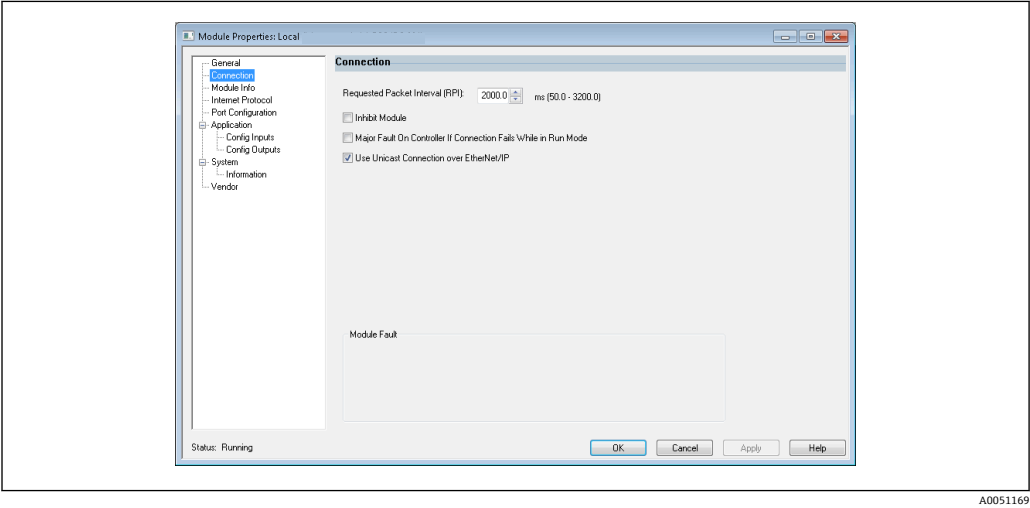 Module Properties: Local
General
Connection
Module Info
Internet Protocol
Port Configuration
Application
Config Inputs
Config Outputs
System
Information
Vendor
Connection
Requested Packet Interval (RPI): 2000.0 ms (50.0 - 3200.0)
Inhibit Module
Major Fault On Controller If Connection Fails While in Run Mode
Use Unicast Connection over EtherNet/IP
Module Fault
Status: Running
OK Cancel Apply Help
A0051169